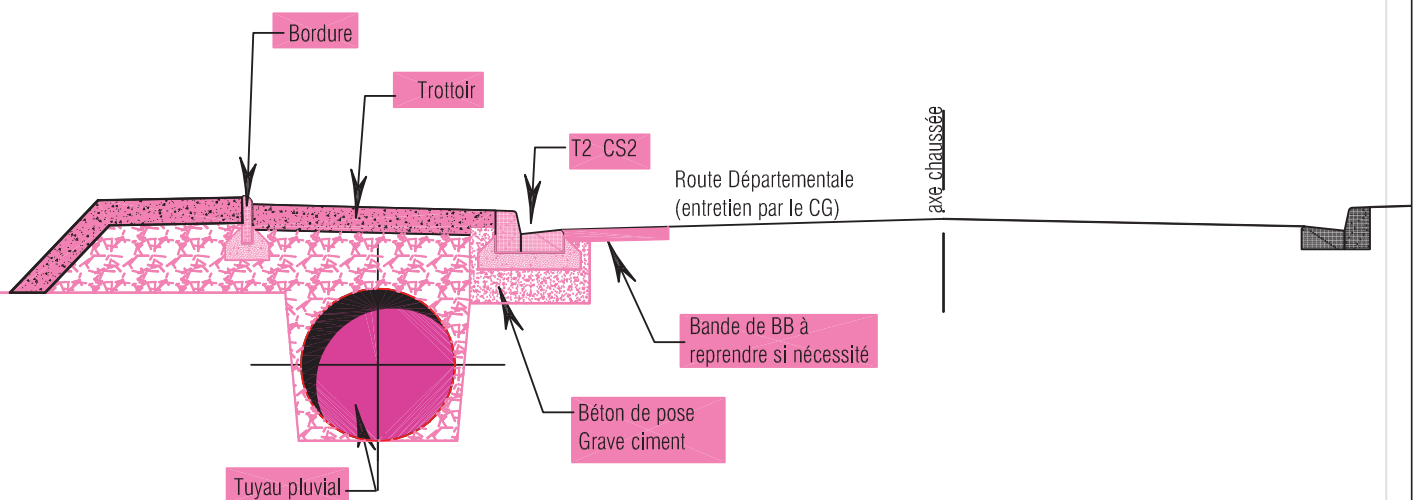 Bordure
Trottoir
T2 CS2
Route Départementale
(entretien par le CG)
axe chaussée
Bande de BB à
reprendre si nécessité
Béton de pose
Grave ciment
Tuyau pluvial